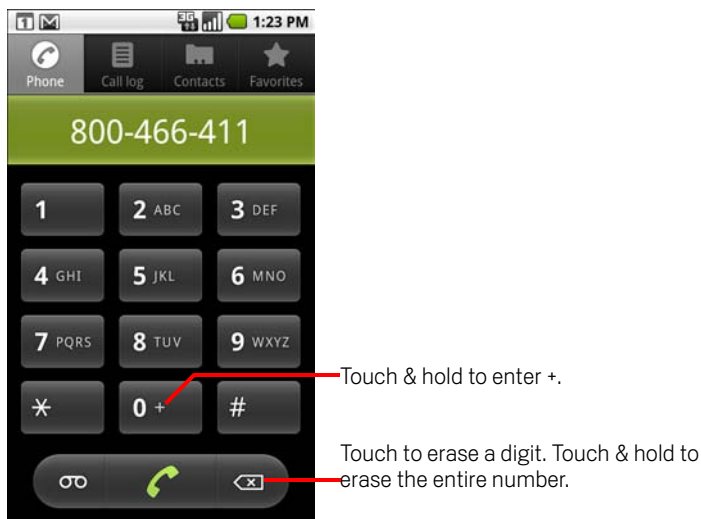 1 3G 1:23 PM
Phone Call log Contacts Favorites
800-466-411
1 2 ABC 3 DEF
4 GHI 5 JKL 6 MNO
7 PQRS 8 TUV 9 WXYZ
Touch & hold to enter +.
* 0 + #
Touch to erase a digit. Touch & hold to
erase the entire number.